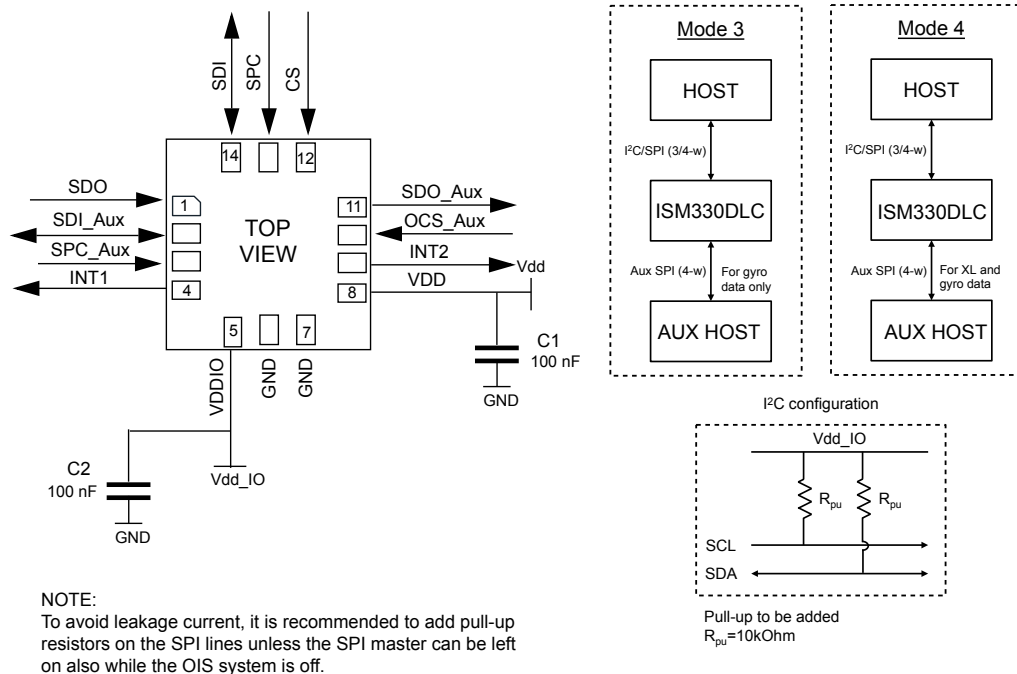 SDI
SPC
CS
14
12
SDO
SDI_Aux
SPC_Aux
INT1
1
4
TOP
VIEW
11
8
SDO_Aux
OCS_Aux
INT2
VDD
Vdd
5
7
VDDIO
GND
GND
C1
100 nF
GND
C2
100 nF
GND
Vdd_IO
NOTE:
To avoid leakage current, it is recommended to add pull-up
resistors on the SPI lines unless the SPI master can be left
on also while the OIS system is off.
Mode 3
HOST
I²C/SPI (3/4-w)
ISM330DLC
Aux SPI (4-w)
For gyro
data only
AUX HOST
Mode 4
HOST
I²C/SPI (3/4-w)
ISM330DLC
Aux SPI (4-w)
For XL and
gyro data
AUX HOST
I²C configuration
Vdd_IO
Rpu
Rpu
SCL
SDA
Pull-up to be added
Rpu=10kOhm